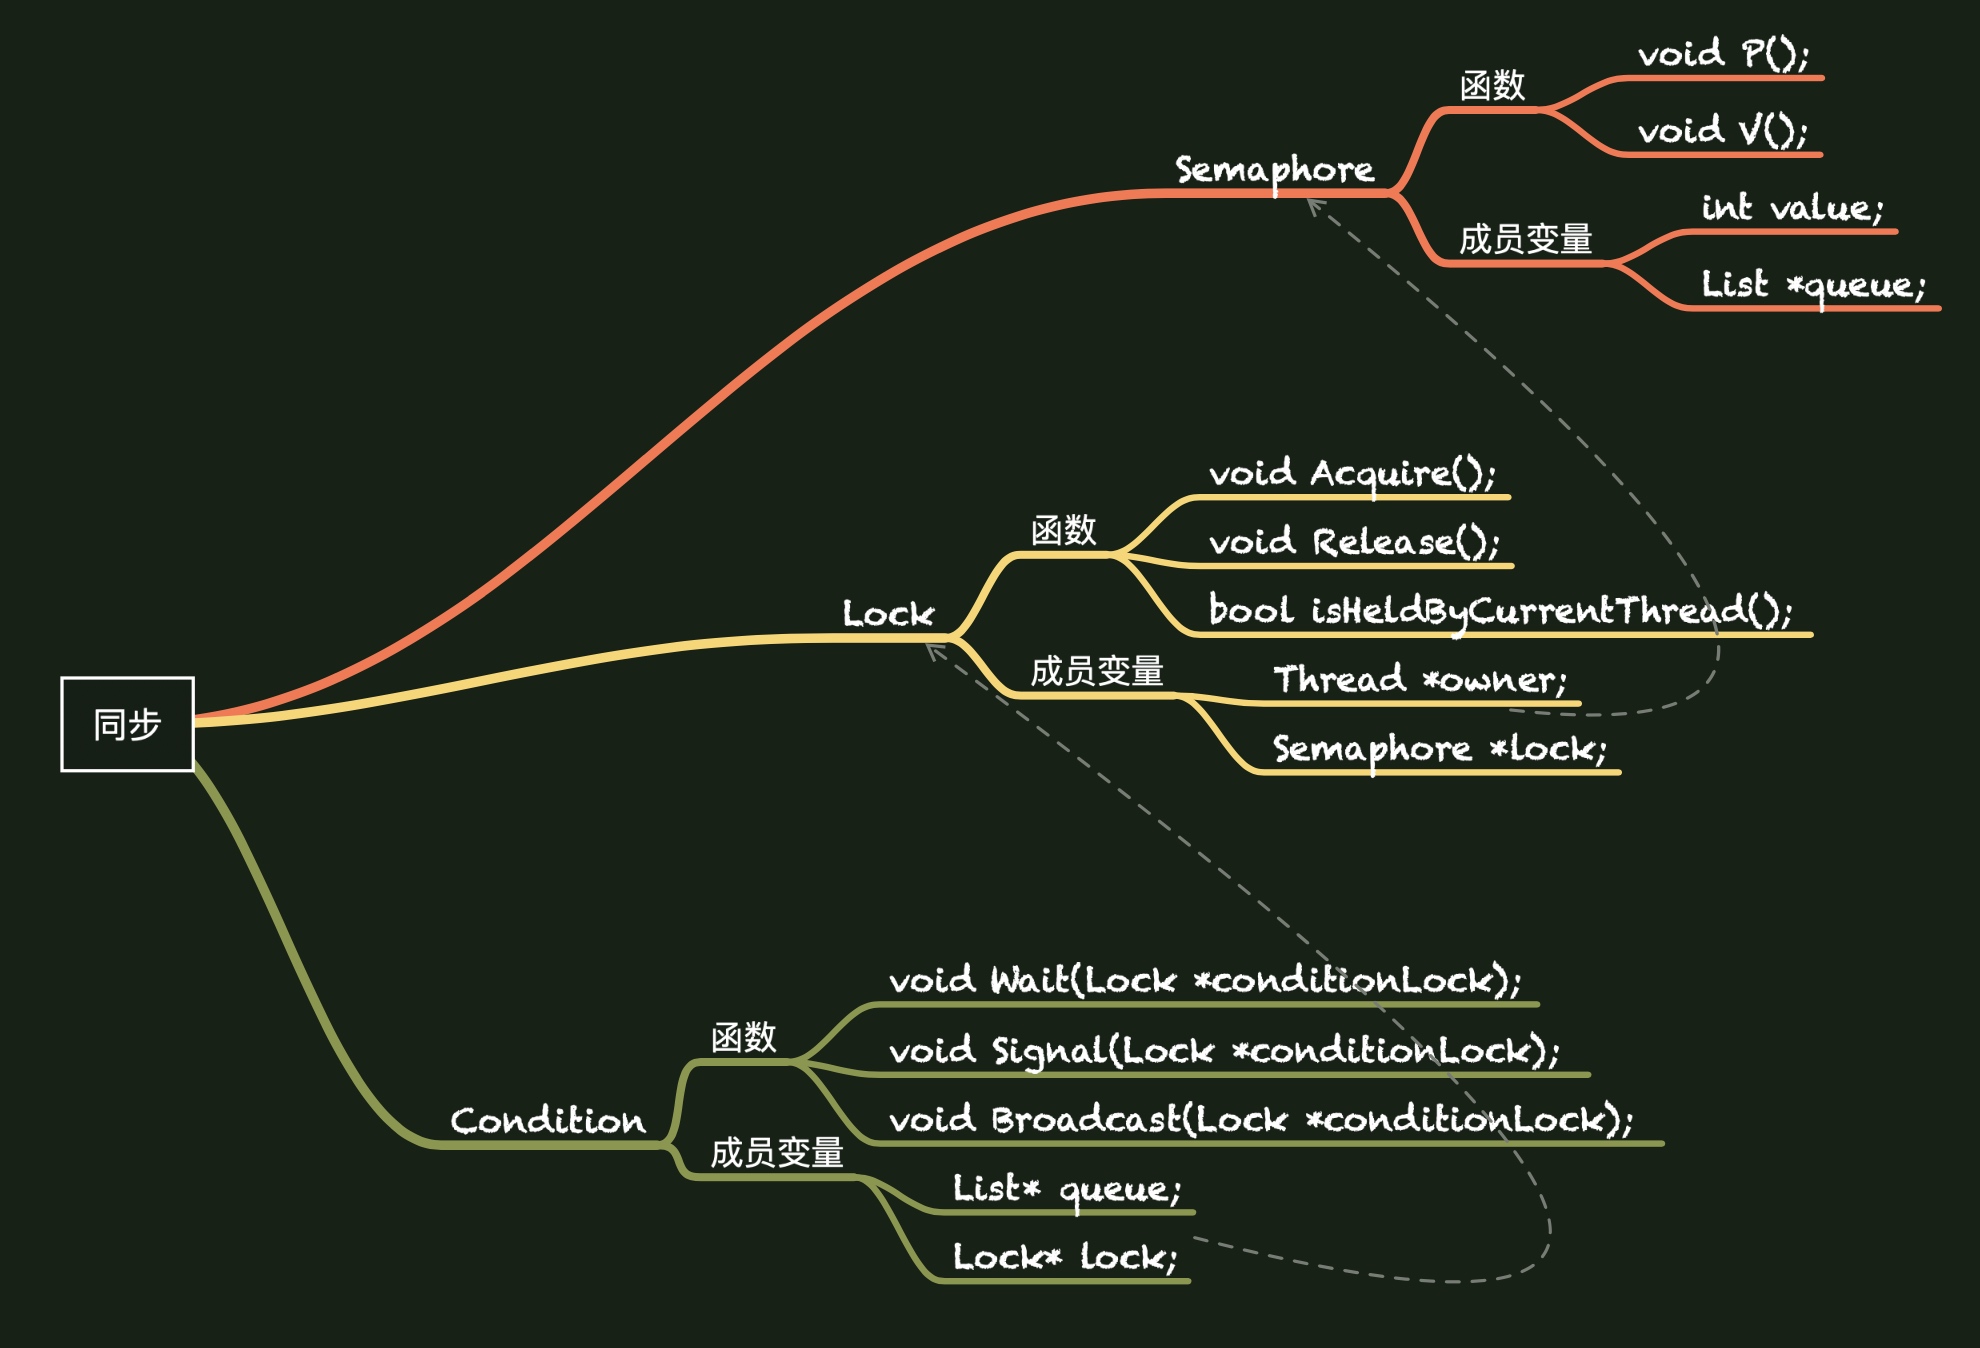 同步
Semaphore
函数
void P();
void V();
成员变量
int value;
List *queue;
Lock
函数
void Acquire();
void Release();
bool isHeldByCurrentThread();
成员变量
Thread *owner;
Semaphore *lock;
Condition
函数
void Wait(Lock *conditionLock);
void Signal(Lock *conditionLock);
void Broadcast(Lock *conditionLock);
成员变量
List* queue;
Lock* lock;